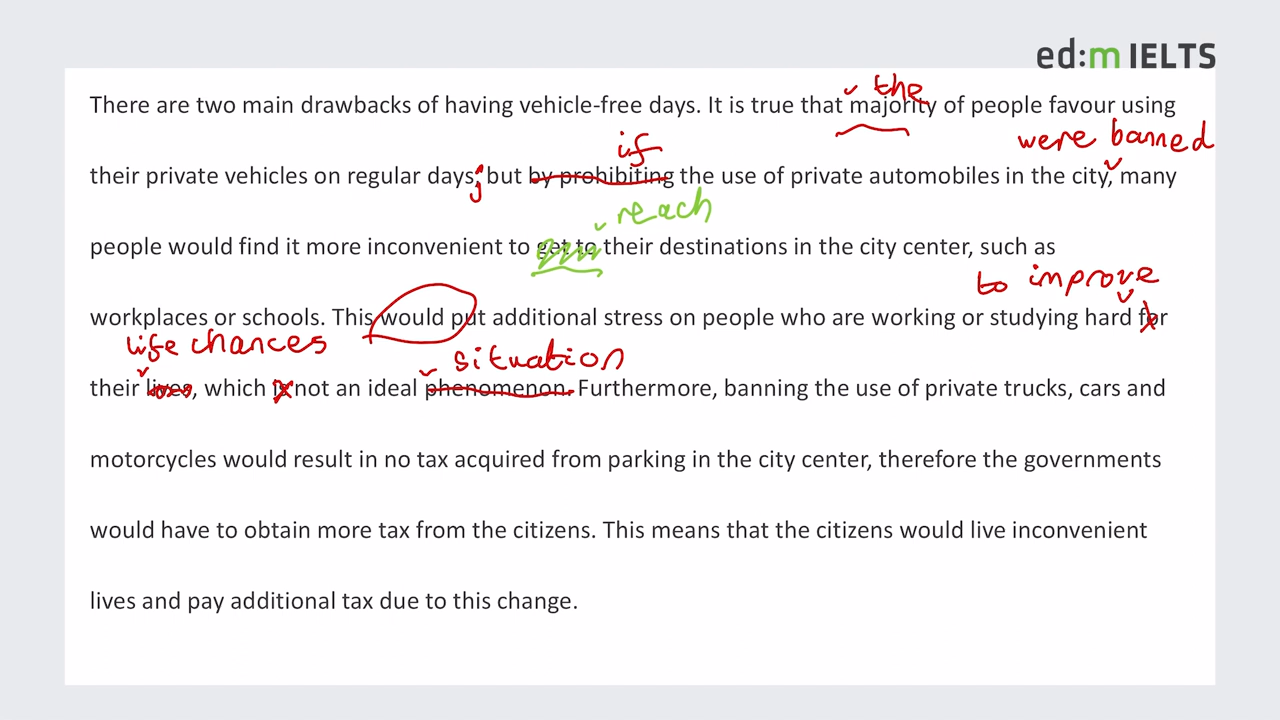 ed:m IELTS
the
There are two main drawbacks of having vehicle-free days. It is true that majority of people favour using
if were banned
their private vehicles on regular days; but by prohibiting the use of private automobiles in the city, many
reach
people would find it more inconvenient to get to their destinations in the city center, such as
to improve
workplaces or schools. This would put additional stress on people who are working or studying hard for
life chances situation
their lives, which is not an ideal phenomenon. Furthermore, banning the use of private trucks, cars and
motorcycles would result in no tax acquired from parking in the city center, therefore the governments
would have to obtain more tax from the citizens. This means that the citizens would live inconvenient
lives and pay additional tax due to this change.